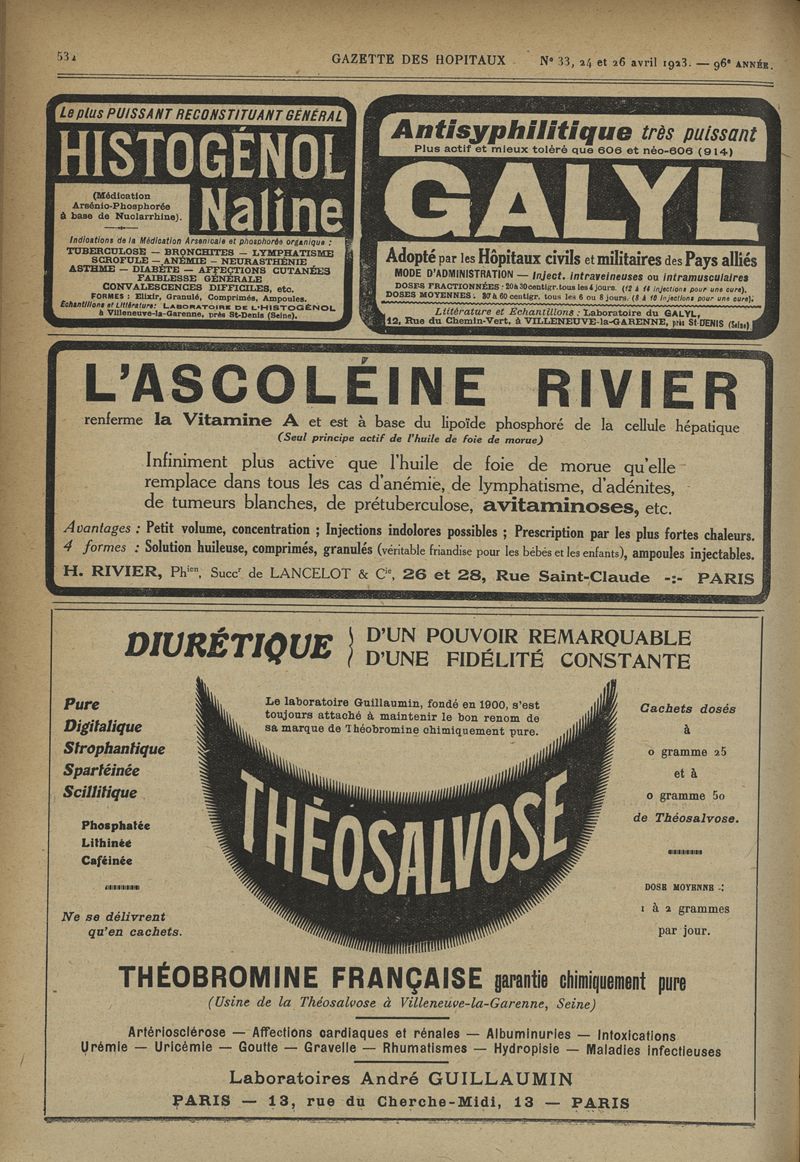 532
GAZETTE DES HOPITAUX
Nº 33, 24 et 26 avril 1923. — 96e ANNÉE.
Le plus PUISSANT RECONSTITUANT GÉNÉRAL
HISTOGÉNOL
(Médication
Arsénio-Phosphorée
à base de Nuclarrhine).
Naline
Indications de la Médication Arsenicale et phosphorée organique :
TUBERCULOSE — BRONCHITES — LYMPHATISME
SCROFULE — ANÉMIE — NEURASTHÉNIE
ASTHME — DIABÈTE — AFFECTIONS CUTANÉES
FAIBLESSE GÉNÉRALE
CONVALESCENCES DIFFICILES, etc.
FORMES : Elixir, Granulé, Comprimés, Ampoules.
Echantillons et Littérature: LABORATOIRE DE L'HISTOGÉNOL
à Villeneuve-la-Garenne, près St-Denis (Seine).
Antisyphilitique très puissant
Plus actif et mieux toléré que 606 et néo-606 (914)
GALYL
Adopté par les Hôpitaux civils et militaires des Pays alliés
MODE D'ADMINISTRATION — Inject. intraveineuses ou intramusculaires
DOSES FRACTIONNÉES : 20 à 30 centigr. tous les 4 jours. (12 à 14 injections pour une cure).
DOSES MOYENNES. 30 à 60 centigr. tous les 6 ou 8 jours. (8 à 10 injections pour une cure).
Littérature et Echantillons : Laboratoire du GALYL,
12, Rue du Chemin-Vert, à VILLENEUVE-la-GARENNE, près St-DENIS (Seine)
L'ASCOLÉINE RIVIER
renferme la Vitamine A et est à base du lipoïde phosphoré de la cellule hépatique
(Seul principe actif de l'huile de foie de morue)
Infiniment plus active que l'huile de foie de morue qu'elle
remplace dans tous les cas d'anémie, de lymphatisme, d'adénites,
de tumeurs blanches, de prétuberculose, avitaminoses, etc.
Avantages : Petit volume, concentration ; Injections indolores possibles ; Prescription par les plus fortes chaleurs.
4 formes : Solution huileuse, comprimés, granulés (véritable friandise pour les bébés et les enfants), ampoules injectables.
H. RIVIER, Phien, Succr de LANCELOT & Cie, 26 et 28, Rue Saint-Claude -:- PARIS
DIURÉTIQUE } D'UN POUVOIR REMARQUABLE
D'UNE FIDÉLITÉ CONSTANTE
Pure
Digitalique
Strophantique
Spartéinée
Scillitique
Phosphatée
Lithinée
Caféinée
Ne se délivrent
qu'en cachets.
Le laboratoire Guillaumin, fondé en 1900, s'est
toujours attaché à maintenir le bon renom de
sa marque de Théobromine chimiquement pure.
THÉOSALVOSE
Cachets dosés
à
0 gramme 25
et à
0 gramme 50
de Théosalvose.
DOSE MOYENNE :
1 à 2 grammes
par jour.
THÉOBROMINE FRANÇAISE garantie chimiquement pure
(Usine de la Théosalvose à Villeneuve-la-Garenne, Seine)
Artériosclérose — Affections cardiaques et rénales — Albuminuries — Intoxications
Urémie — Uricémie — Goutte — Gravelle — Rhumatismes — Hydropisie — Maladies infectieuses
Laboratoires André GUILLAUMIN
PARIS — 13, rue du Cherche-Midi, 13 — PARIS